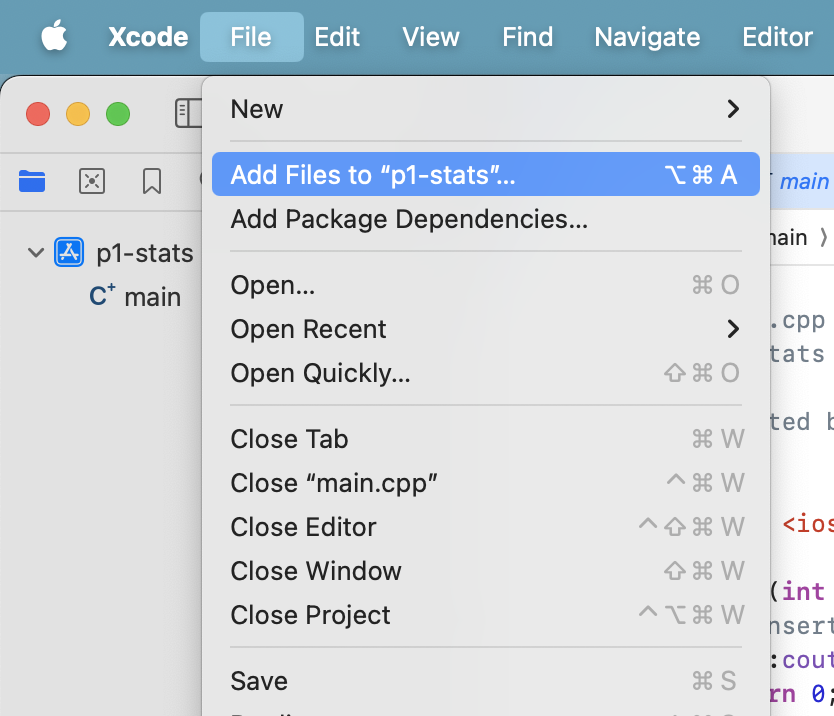 Xcode File Edit View Find Navigate Editor
New
Add Files to “p1-stats”... ⌥⌘A
main
Add Package Dependencies...
p1-stats
main
Open... ⌘O
.cpp
Open Recent
tats
Open Quickly... ⇧⌘O
ted b
Close Tab ⌘W
Close “main.cpp” ^⌘W
<ios
Close Editor ^⇧⌘W
Close Window ⇧⌘W
(int
Close Project ^⌥⌘W
nsert
:cout
Save ⌘S
rn 0;